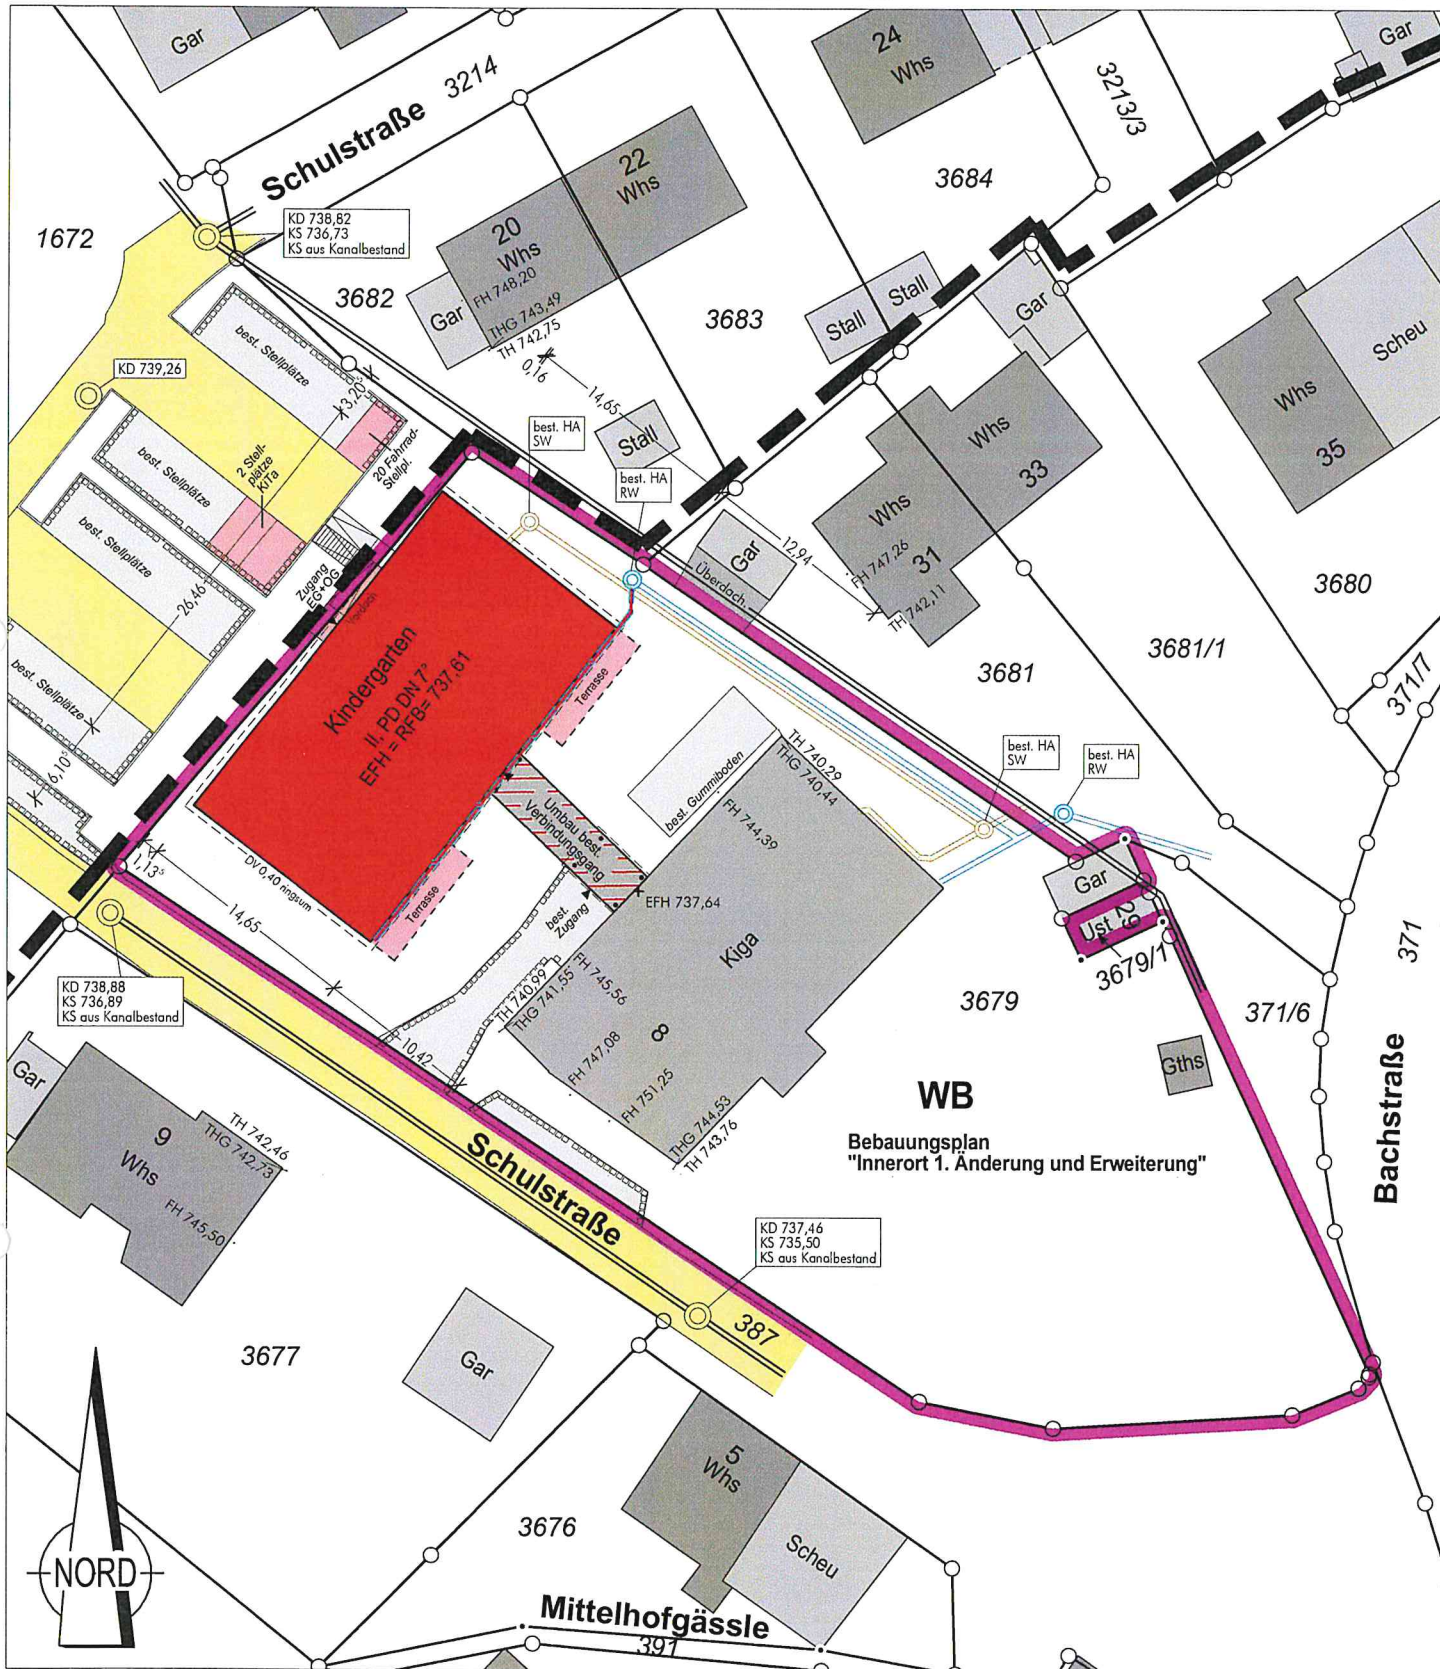 Gar
3214
Schulstraße
24
Whs
3213/3
Gar
1672
KD 738,82
KS 736,73
KS aus Kanalbestand
22
Whs
20
Whs
FH 748,20
THG 743,49
TH 742,75
Gar
3682
3683
3684
Stall
Stall
Gar
Scheu
Whs
35
KD 739,26
best. Stellplätze
3,20⁵
0,16
14,65
Stall
best. HA
SW
best. HA
RW
Whs
33
Whs
31
FH 747,26
TH 742,11
12,94
best. Stellplätze
2 Stell-
plätze
KiTa
20 Fahrrad-
Stellpl.
best. Stellplätze
26,46
Zugang
EG+OG
Vordach
Gar
Überdach.
3680
3681/1
3681
371/7
best. Stellplätze
6,10⁵
Kindergarten
II, PD DN 7°
EFH = RFB= 737,61
Terrasse
best. Gummiboden
TH 740,29
THG 740,44
FH 744,39
best. HA
SW
best. HA
RW
Umbau best.
Verbindungsgang
1,13⁵
DV 0,40 ringsum
Terrasse
14,65
best.
Zugang
EFH 737,64
Gar
29
Ust
3679/1
371
KD 738,88
KS 736,89
KS aus Kanalbestand
Kiga
TH 740,99
THG 741,55
FH 745,56
8
FH 747,08
FH 751,25
THG 744,53
TH 743,76
10,42
3679
371/6
Gths
Bachstraße
Gar
9
Whs
TH 742,46
THG 742,73
FH 745,50
WB
Bebauungsplan
"Innerort 1. Änderung und Erweiterung"
Schulstraße
KD 737,46
KS 735,50
KS aus Kanalbestand
387
3677
Gar
5
Whs
Scheu
3676
NORD
Mittelhofgässle
391